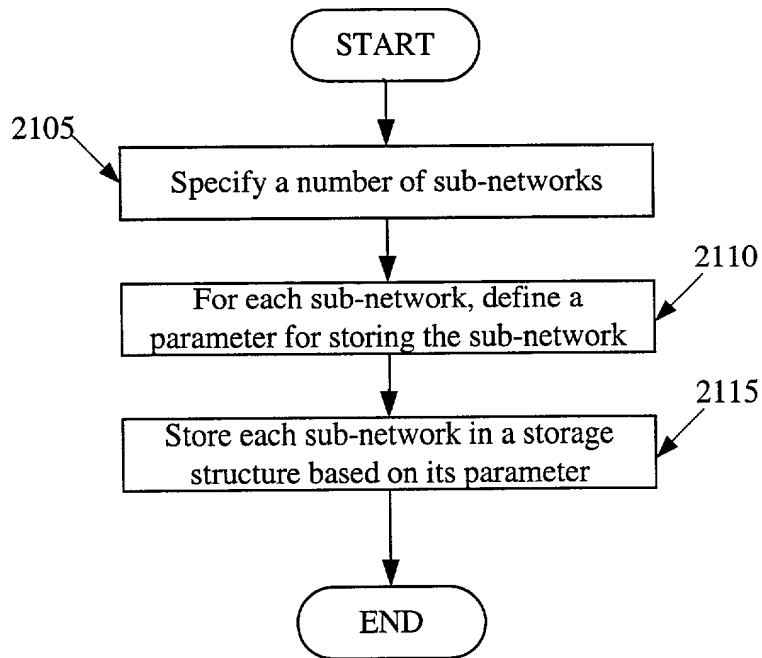 START
2105
Specify a number of sub-networks
2110
For each sub-network, define a
parameter for storing the sub-network
2115
Store each sub-network in a storage
structure based on its parameter
END